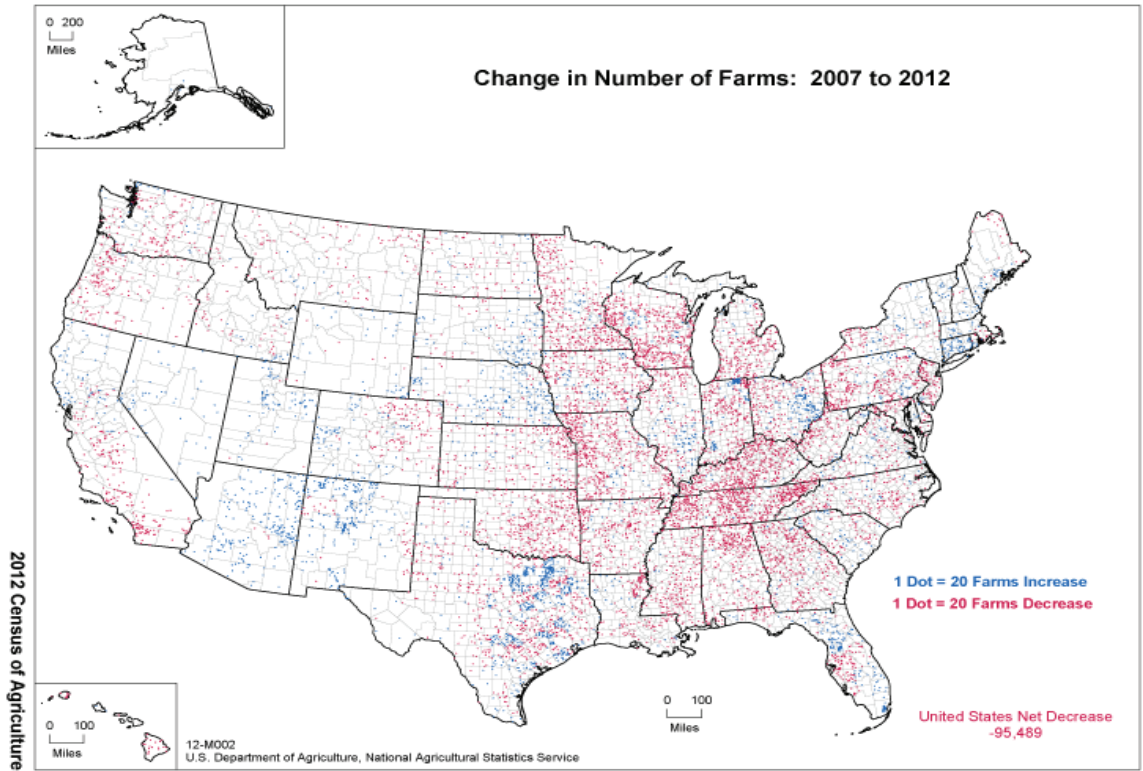 0 200
Miles
Change in Number of Farms: 2007 to 2012
1 Dot = 20 Farms Increase
1 Dot = 20 Farms Decrease
United States Net Decrease
-95,489
0 100
Miles
0 100
Miles
12-M002
U.S. Department of Agriculture, National Agricultural Statistics Service
2012 Census of Agriculture